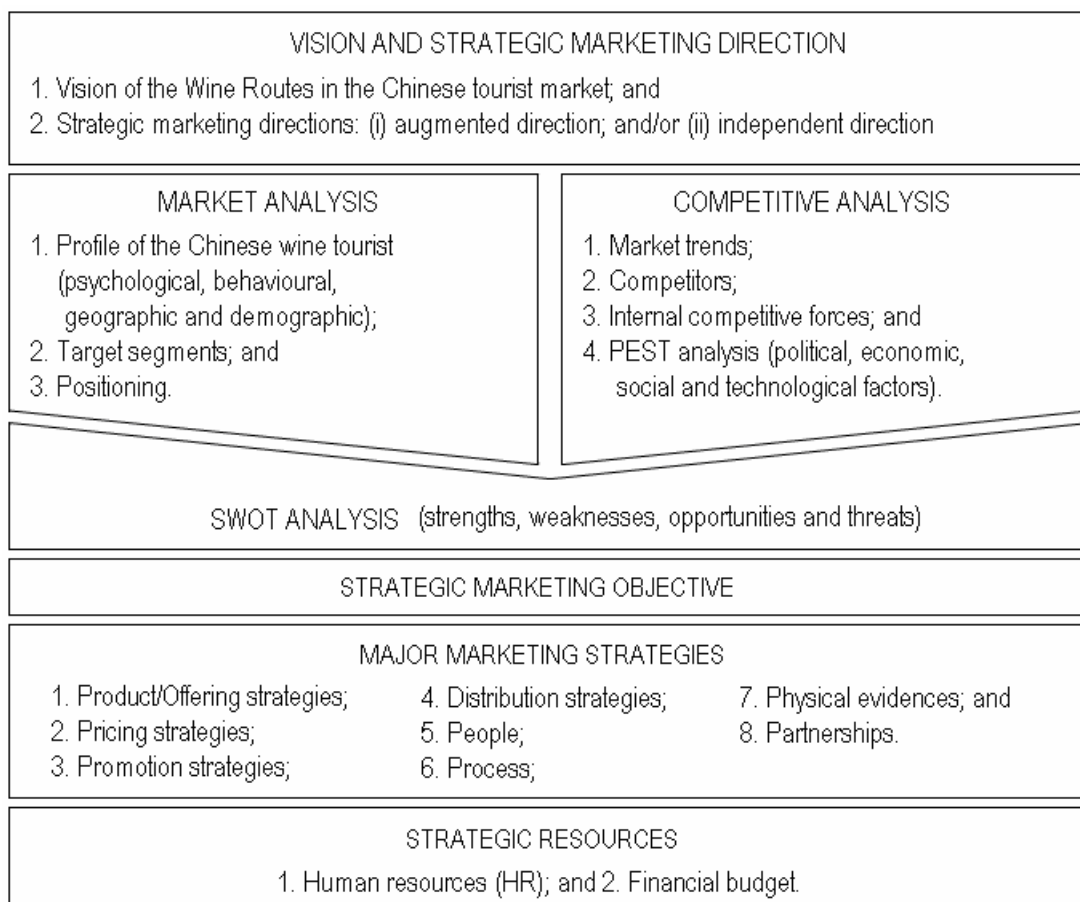 VISION AND STRATEGIC MARKETING DIRECTION
1. Vision of the Wine Routes in the Chinese tourist market; and
2. Strategic marketing directions: (i) augmented direction; and/or (ii) independent direction
MARKET ANALYSIS
1. Profile of the Chinese wine tourist
(psychological, behavioural,
geographic and demographic);
2. Target segments; and
3. Positioning.
COMPETITIVE ANALYSIS
1. Market trends;
2. Competitors;
3. Internal competitive forces; and
4. PEST analysis (political, economic,
social and technological factors).
SWOT ANALYSIS (strengths, weaknesses, opportunities and threats)
STRATEGIC MARKETING OBJECTIVE
MAJOR MARKETING STRATEGIES
1. Product/Offering strategies;
2. Pricing strategies;
3. Promotion strategies;
4. Distribution strategies;
5. People;
6. Process;
7. Physical evidences; and
8. Partnerships.
STRATEGIC RESOURCES
1. Human resources (HR); and 2. Financial budget.